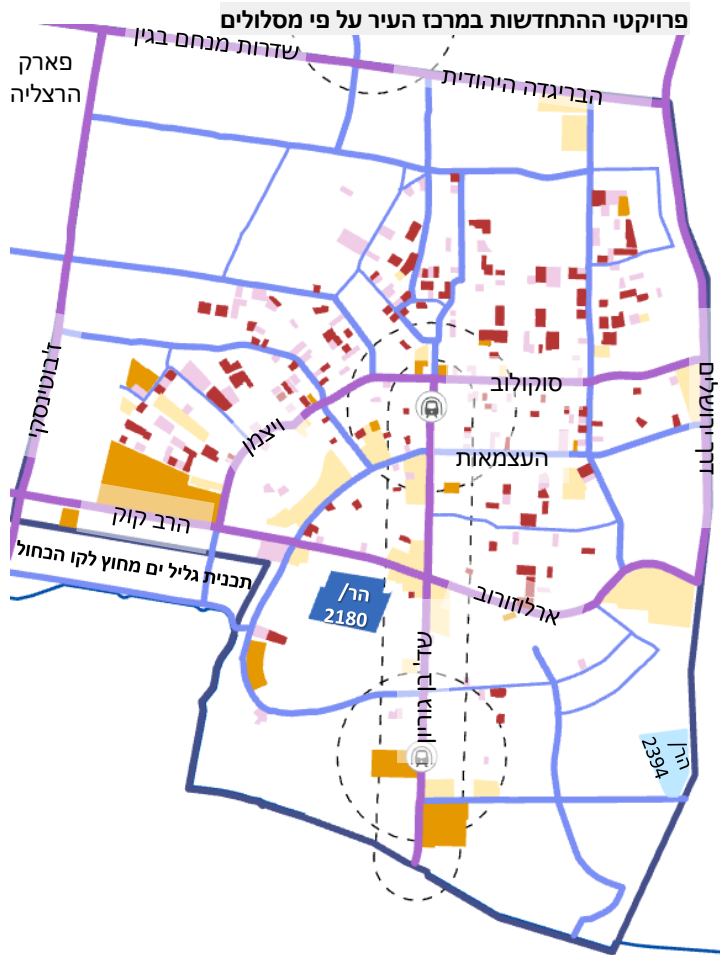 פרויקטי ההתחדשות במרכז העיר על פי מסלולים
שדרות מנחם בגין
פארק
הרצליה
הבריגדה היהודית
ז'בוטינסקי
דרך ירושלים
סוקולוב
ויצמן
העצמאות
הרב קוק
תכנית גליל ים מחוץ לקו הכחול
הר/
2180
ארלוזורוב
שד' בן גוריון
הר/
2394